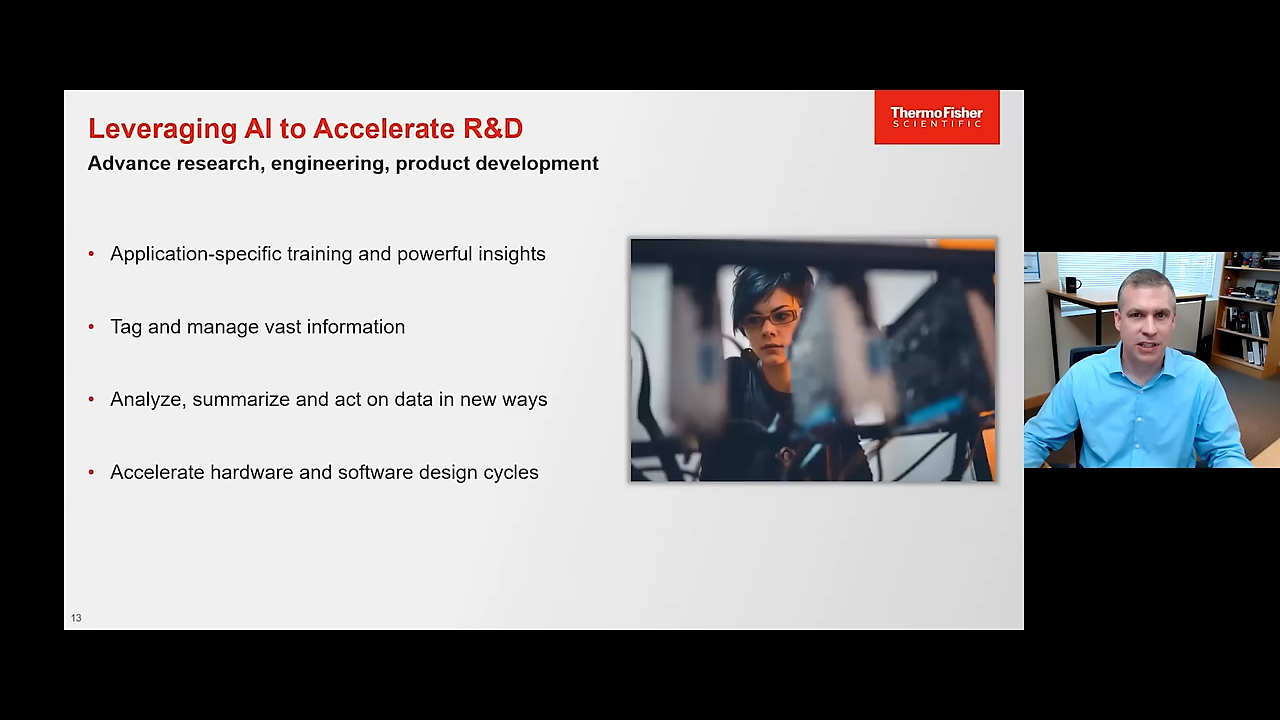 Leveraging AI to Accelerate R&D
ThermoFisher
SCIENTIFIC
Advance research, engineering, product development
• Application-specific training and powerful insights
• Tag and manage vast information
• Analyze, summarize and act on data in new ways
• Accelerate hardware and software design cycles
13